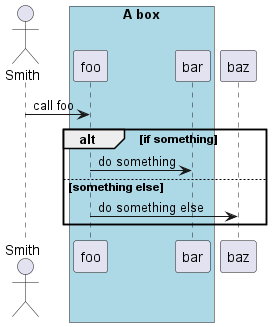 A box
Smith
foo
bar
baz
call foo
alt
[if something]
do something
[something else]
do something else
Smith
foo
bar
baz